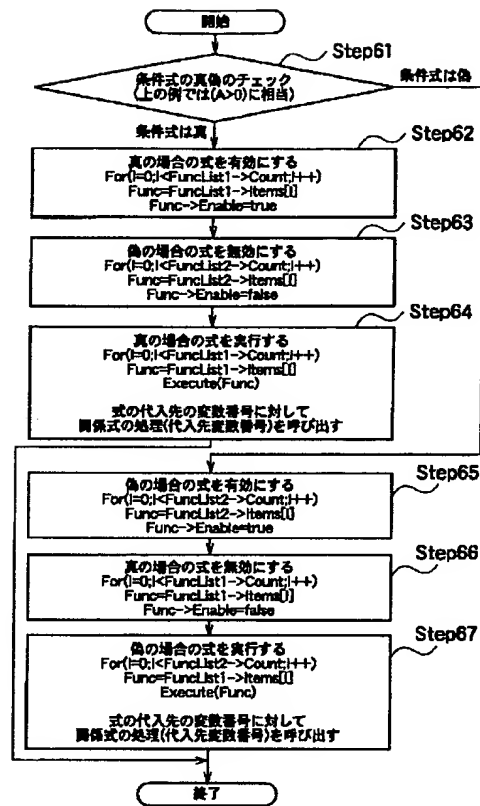 開始
Step61
条件式の真偽のチェック
(上の例では(A>0)に相当)
条件式は偽
条件式は真
Step62
真の場合の式を有効にする
For(I=0;I<FuncList1->Count;I++)
Func=FuncList1->Items[I]
Func->Enable=true
Step63
偽の場合の式を無効にする
For(I=0;I<FuncList2->Count;I++)
Func=FuncList2->Items[I]
Func->Enable=false
Step64
真の場合の式を実行する
For(I=0;I<FuncList1->Count;I++)
Func=FuncList1->Items[I]
Execute(Func)
式の代入先の変数番号に対して
関係式の処理(代入先変数番号)を呼び出す
Step65
偽の場合の式を有効にする
For(I=0;I<FuncList2->Count;I++)
Func=FuncList2->Items[I]
Func->Enable=true
Step66
真の場合の式を無効にする
For(I=0;I<FuncList1->Count;I++)
Func=FuncList1->Items[I]
Func->Enable=false
Step67
偽の場合の式を実行する
For(I=0;I<FuncList2->Count;I++)
Func=FuncList1->Items[I]
Execute(Func)
式の代入先の変数番号に対して
関係式の処理(代入先変数番号)を呼び出す
終了